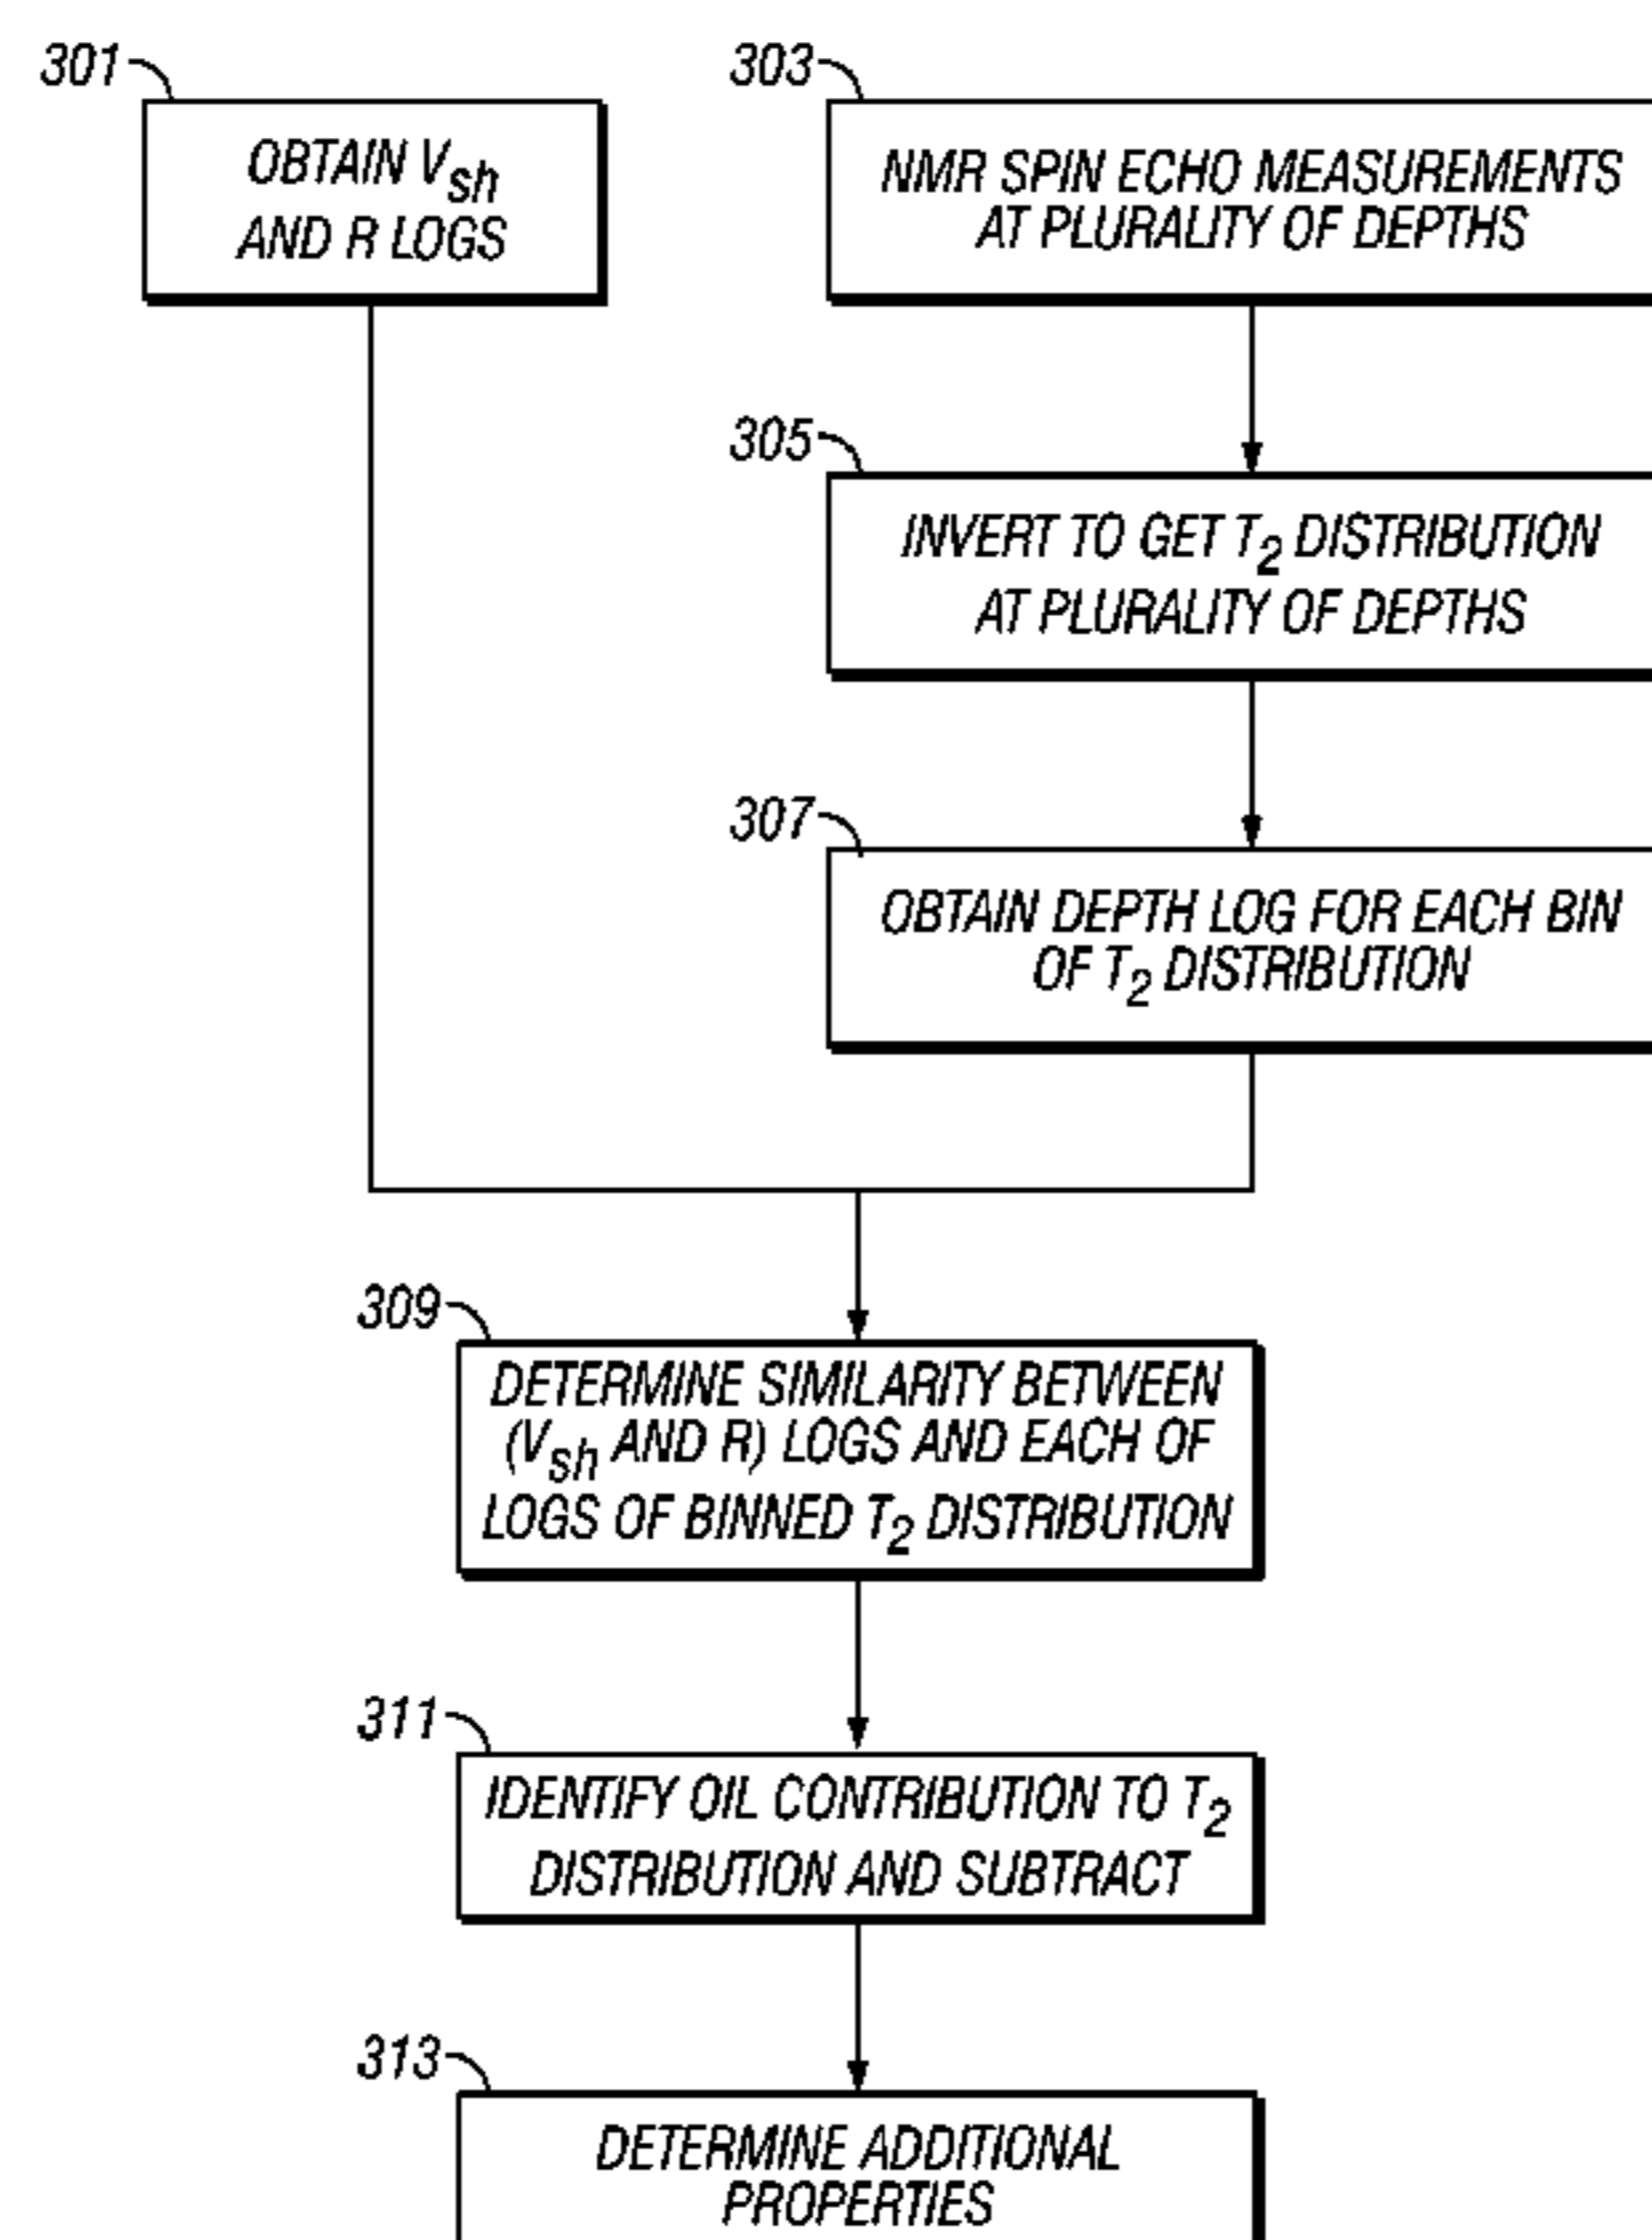 301
OBTAIN Vsh
AND R LOGS
303
NMR SPIN ECHO MEASUREMENTS
AT PLURALITY OF DEPTHS
305
INVERT TO GET T2 DISTRIBUTION
AT PLURALITY OF DEPTHS
307
OBTAIN DEPTH LOG FOR EACH BIN
OF T2 DISTRIBUTION
309
DETERMINE SIMILARITY BETWEEN
(Vsh AND R) LOGS AND EACH OF
LOGS OF BINNED T2 DISTRIBUTION
311
IDENTIFY OIL CONTRIBUTION TO T2
DISTRIBUTION AND SUBTRACT
313
DETERMINE ADDITIONAL
PROPERTIES